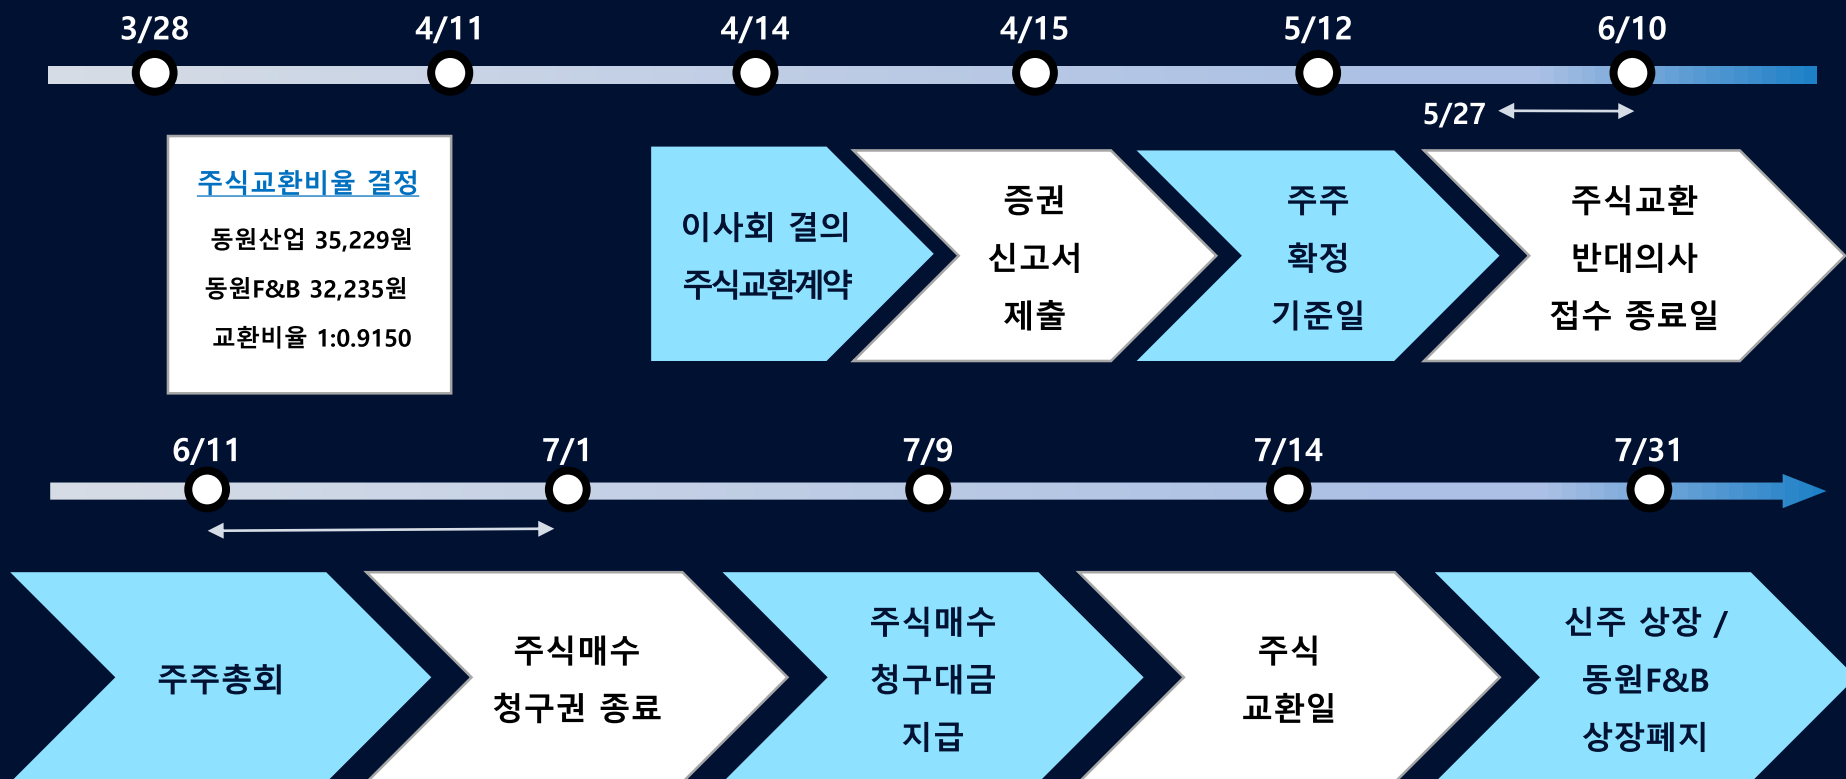 3/28
4/11
4/14
4/15
5/12
6/10
5/27
주식교환비율 결정
동원산업 35,229원
동원F&B 32,235원
교환비율 1:0.9150
이사회 결의
주식교환계약
증권
신고서
제출
주주
확정
기준일
주식교환
반대의사
접수 종료일
6/11
7/1
7/9
7/14
7/31
주주총회
주식매수
청구권 종료
주식매수
청구대금
지급
주식
교환일
신주 상장 /
동원F&B
상장폐지